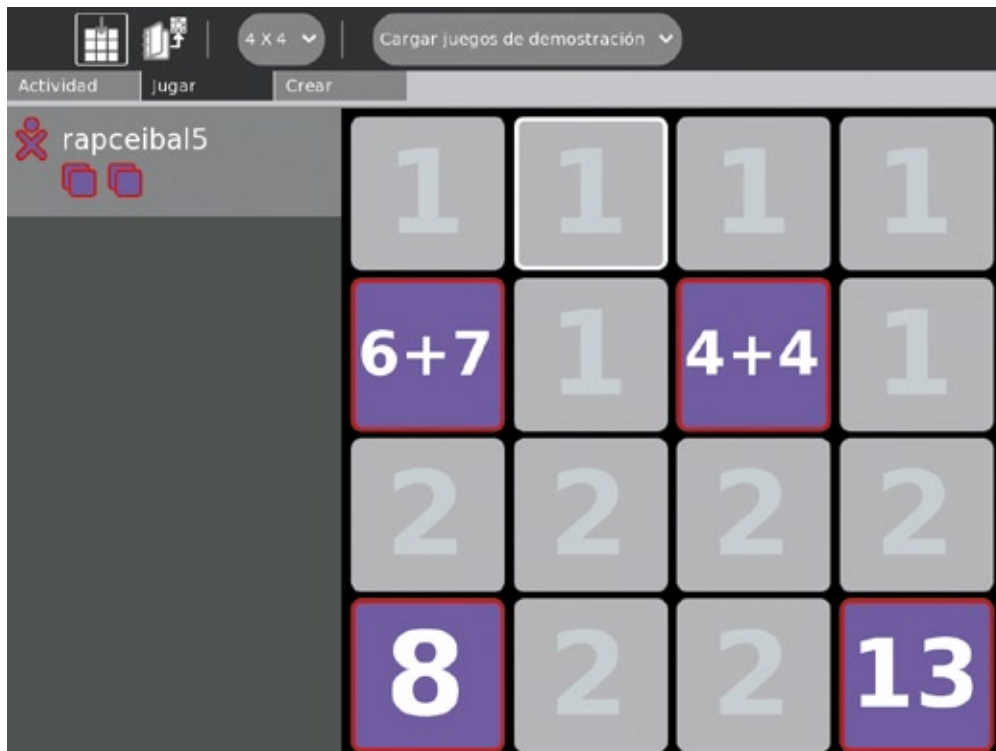 4 X 4 Cargar juegos de demostración
Actividad Jugar Crear
rapceibal5
1 1 1 1
6+7 1 4+4 1
2 2 2 2
8 2 2 13